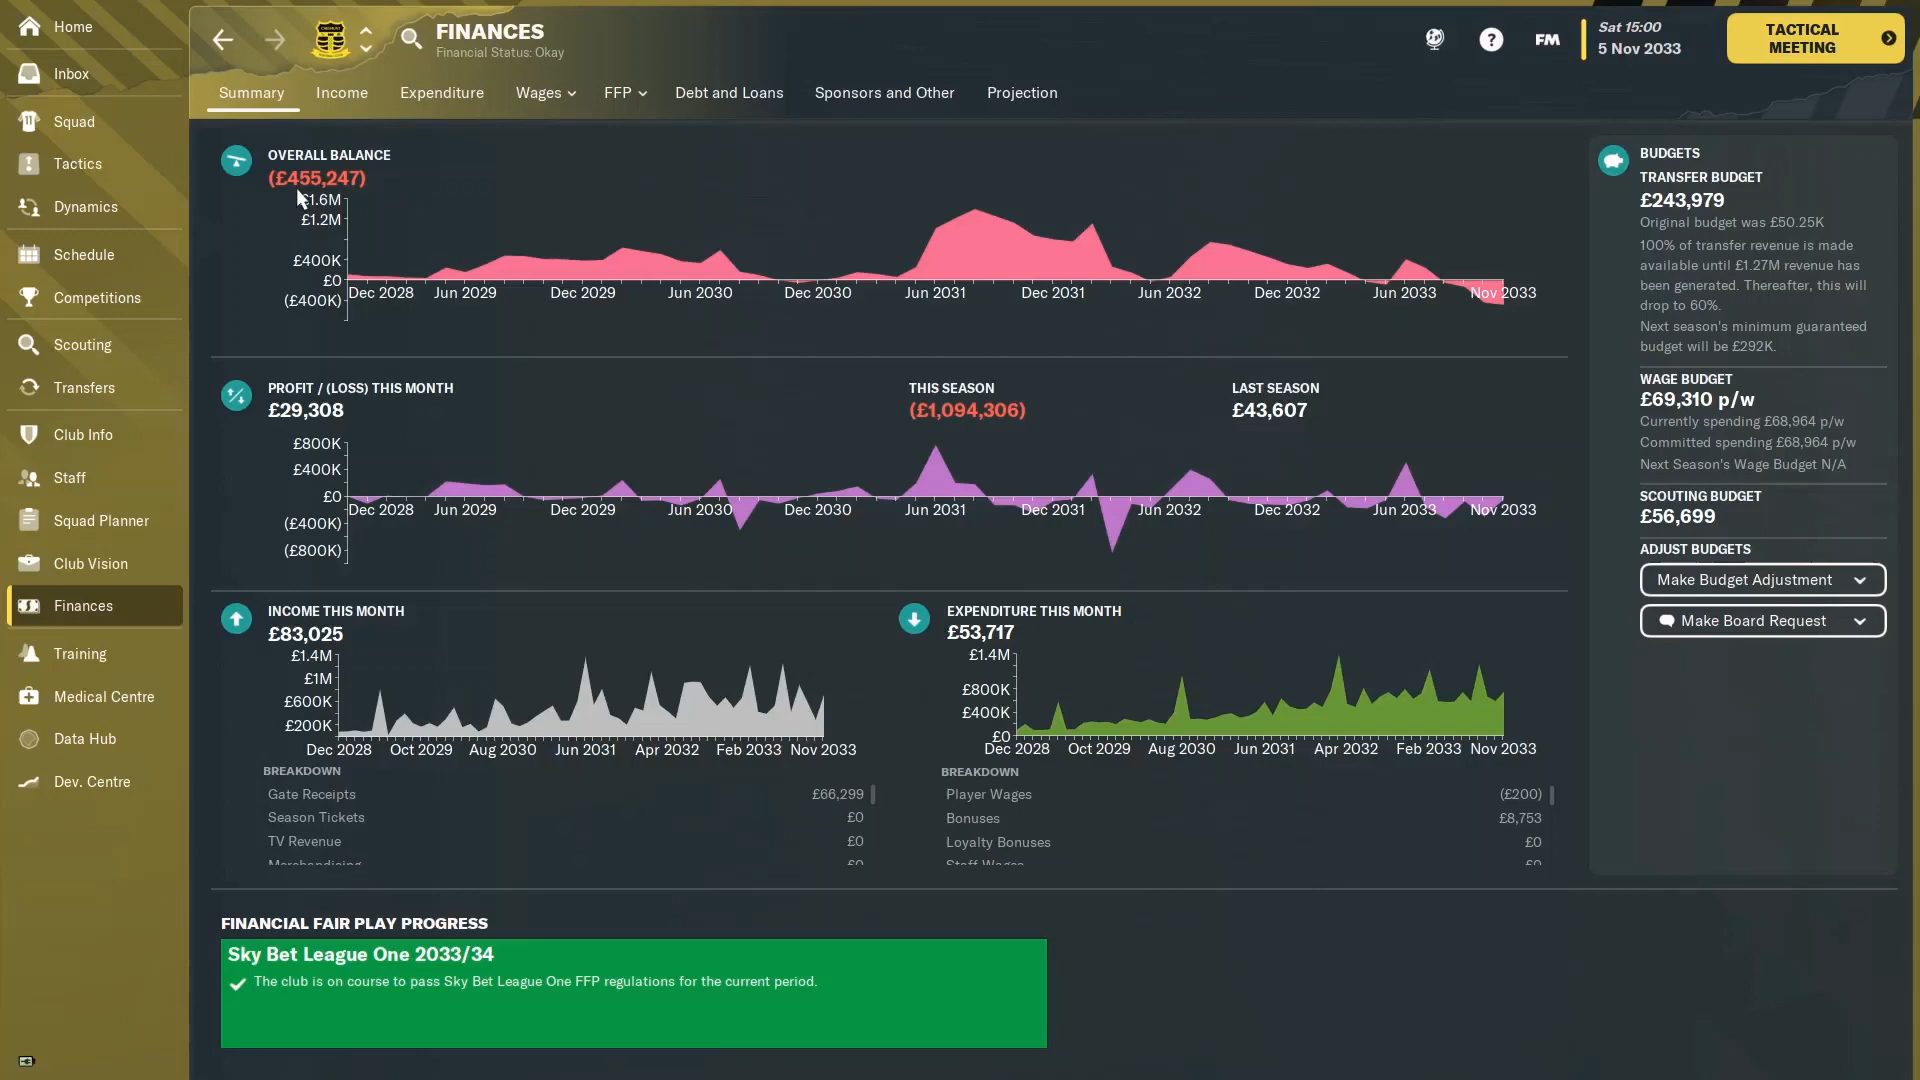 Home
Inbox
Squad
Tactics
Dynamics
Schedule
Competitions
Scouting
Transfers
Club Info
Staff
Squad Planner
Club Vision
Finances
Training
Medical Centre
Data Hub
Dev. Centre
FINANCES
Financial Status: Okay
?
FM
Sat 15:00
5 Nov 2033
TACTICAL
MEETING
Summary Income Expenditure Wages FFP Debt and Loans Sponsors and Other Projection
OVERALL BALANCE
(£455,247)
£1.6M
£1.2M
£400K
£0
(£400K)
Dec 2028 Jun 2029 Dec 2029 Jun 2030 Dec 2030 Jun 2031 Dec 2031 Jun 2032 Dec 2032 Jun 2033 Nov 2033
PROFIT / (LOSS) THIS MONTH
£29,308
THIS SEASON
(£1,094,306)
LAST SEASON
£43,607
£800K
£400K
£0
(£400K)
(£800K)
Dec 2028 Jun 2029 Dec 2029 Jun 2030 Dec 2030 Jun 2031 Dec 2031 Jun 2032 Dec 2032 Jun 2033 Nov 2033
INCOME THIS MONTH
£83,025
£1.4M
£1M
£600K
£200K
Dec 2028 Oct 2029 Aug 2030 Jun 2031 Apr 2032 Feb 2033 Nov 2033
BREAKDOWN
Gate Receipts £66,299
Season Tickets £0
TV Revenue £0
Merchandising £0
EXPENDITURE THIS MONTH
£53,717
£1.4M
£800K
£400K
£0
Dec 2028 Oct 2029 Aug 2030 Jun 2031 Apr 2032 Feb 2033 Nov 2033
BREAKDOWN
Player Wages (£200)
Bonuses £8,753
Loyalty Bonuses £0
Staff Wages £0
FINANCIAL FAIR PLAY PROGRESS
Sky Bet League One 2033/34
The club is on course to pass Sky Bet League One FFP regulations for the current period.
BUDGETS
TRANSFER BUDGET
£243,979
Original budget was £50.25K
100% of transfer revenue is made
available until £1.27M revenue has
been generated. Thereafter, this will
drop to 60%.
Next season's minimum guaranteed
budget will be £292K.
WAGE BUDGET
£69,310 p/w
Currently spending £68,964 p/w
Committed spending £68,964 p/w
Next Season's Wage Budget N/A
SCOUTING BUDGET
£56,699
ADJUST BUDGETS
Make Budget Adjustment
Make Board Request